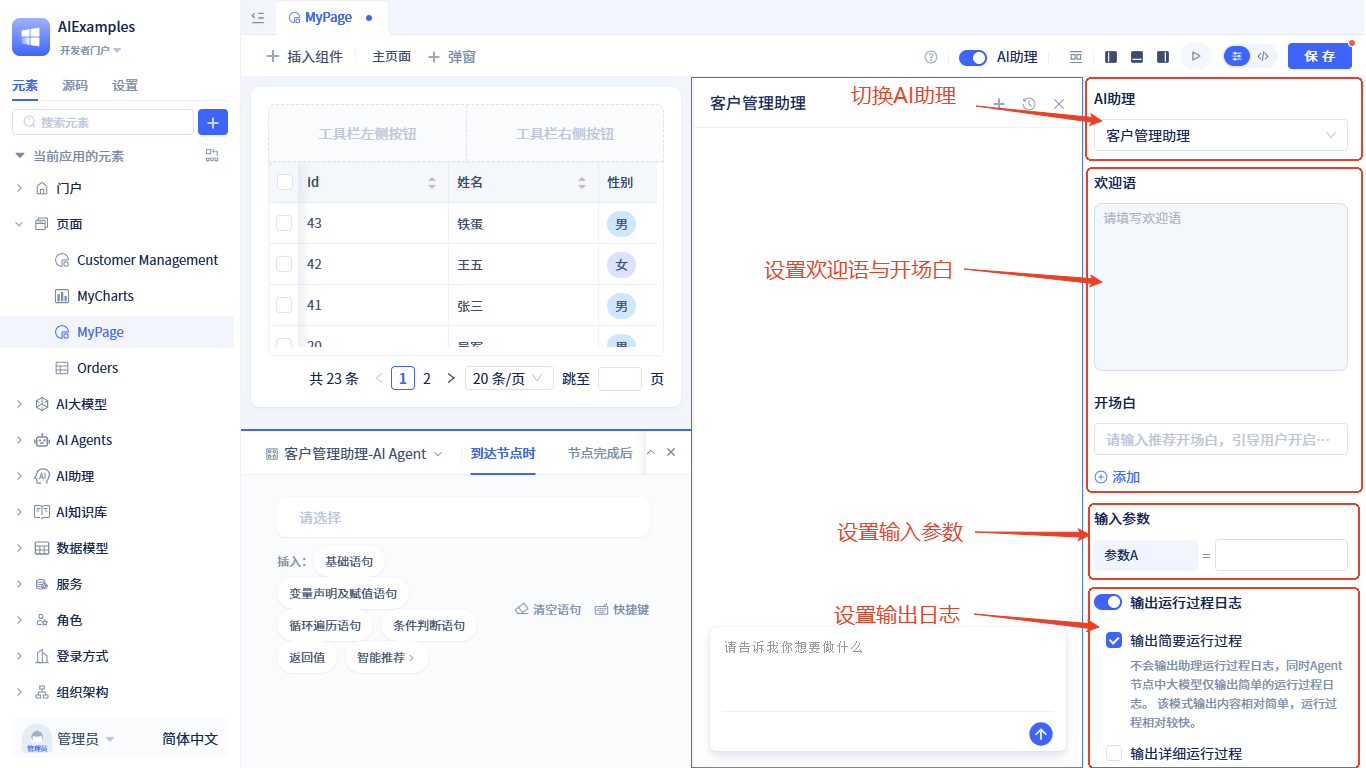 AIExamples
开发者门户
元素 源码 设置
搜索元素
当前应用的元素
门户
页面
Customer Management
MyCharts
MyPage
Orders
AI大模型
AI Agents
AI助理
AI知识库
数据模型
服务
角色
登录方式
组织架构
管理员
管理员 简体中文
MyPage
插入组件 主页面 弹窗
AI助理
保存
工具栏左侧按钮 工具栏右侧按钮
Id 姓名 性别
43 铁蛋 男
42 王五 女
41 张三 男
共 23 条 1 2 20 条/页 跳至 页
客户管理助理-AI Agent 到达节点时 节点完成后
请选择
插入: 基础语句
变量声明及赋值语句
循环遍历语句 条件判断语句
返回值 智能推荐
清空语句 快捷键
客户管理助理
切换AI助理
设置欢迎语与开场白
设置输入参数
设置输出日志
请告诉我你想要做什么
AI助理
客户管理助理
欢迎语
请填写欢迎语
开场白
请输入推荐开场白，引导用户开启···
添加
输入参数
参数A =
输出运行过程日志
输出简要运行过程
不会输出助理运行过程日志，同时Agent
节点中大模型仅输出简单的运行过程日
志。 该模式输出内容相对简单，运行过
程相对较快。
输出详细运行过程